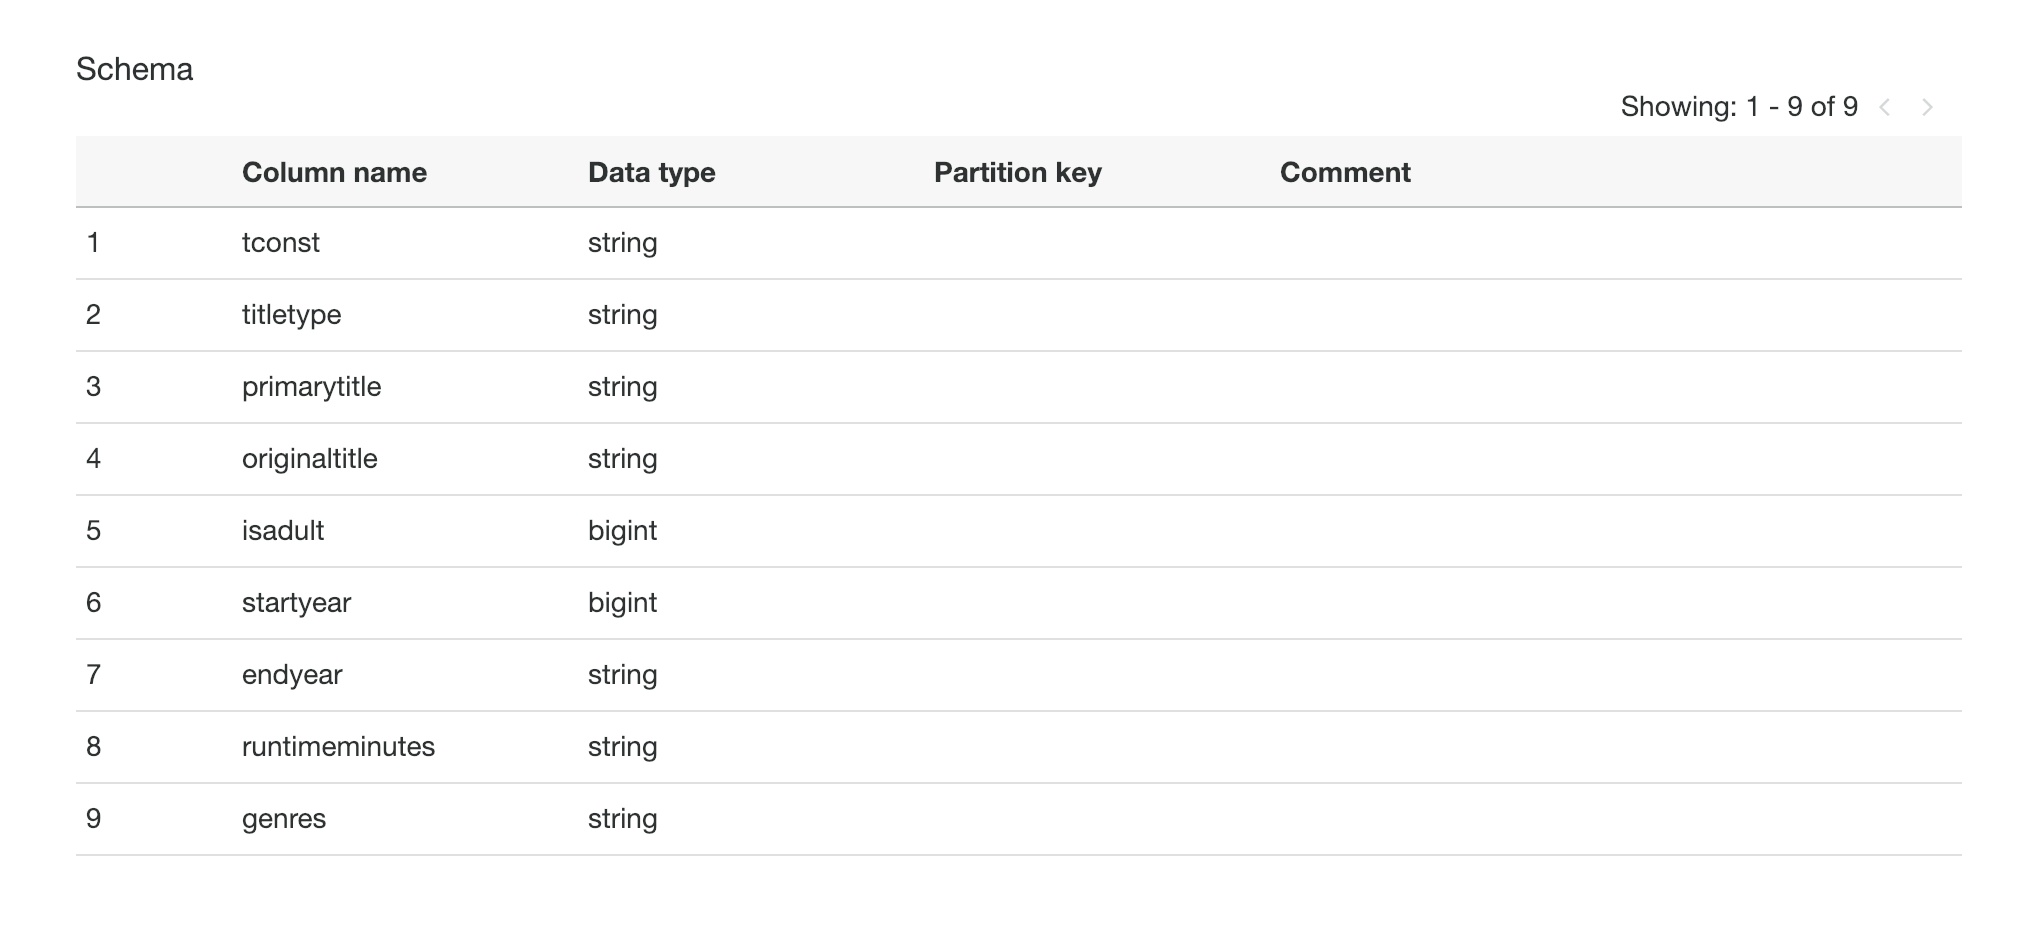 Schema
Showing: 1 - 9 of 9
Column name Data type Partition key Comment
1 tconst string
2 titletype string
3 primarytitle string
4 originaltitle string
5 isadult bigint
6 startyear bigint
7 endyear string
8 runtimeminutes string
9 genres string